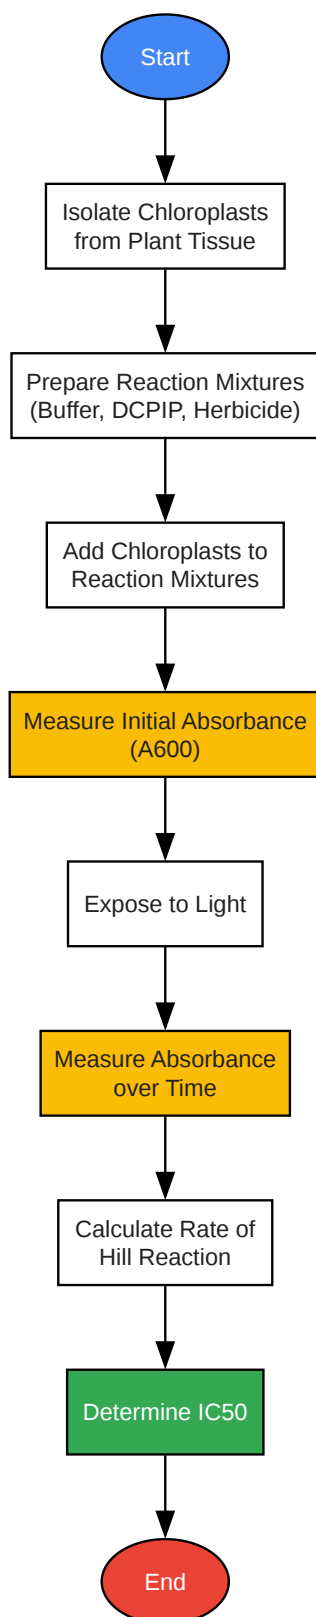 Start
Isolate Chloroplasts
from Plant Tissue
Prepare Reaction Mixtures
(Buffer, DCPIP, Herbicide)
Add Chloroplasts to
Reaction Mixtures
Measure Initial Absorbance
(A600)
Expose to Light
Measure Absorbance
over Time
Calculate Rate of
Hill Reaction
Determine IC50
End